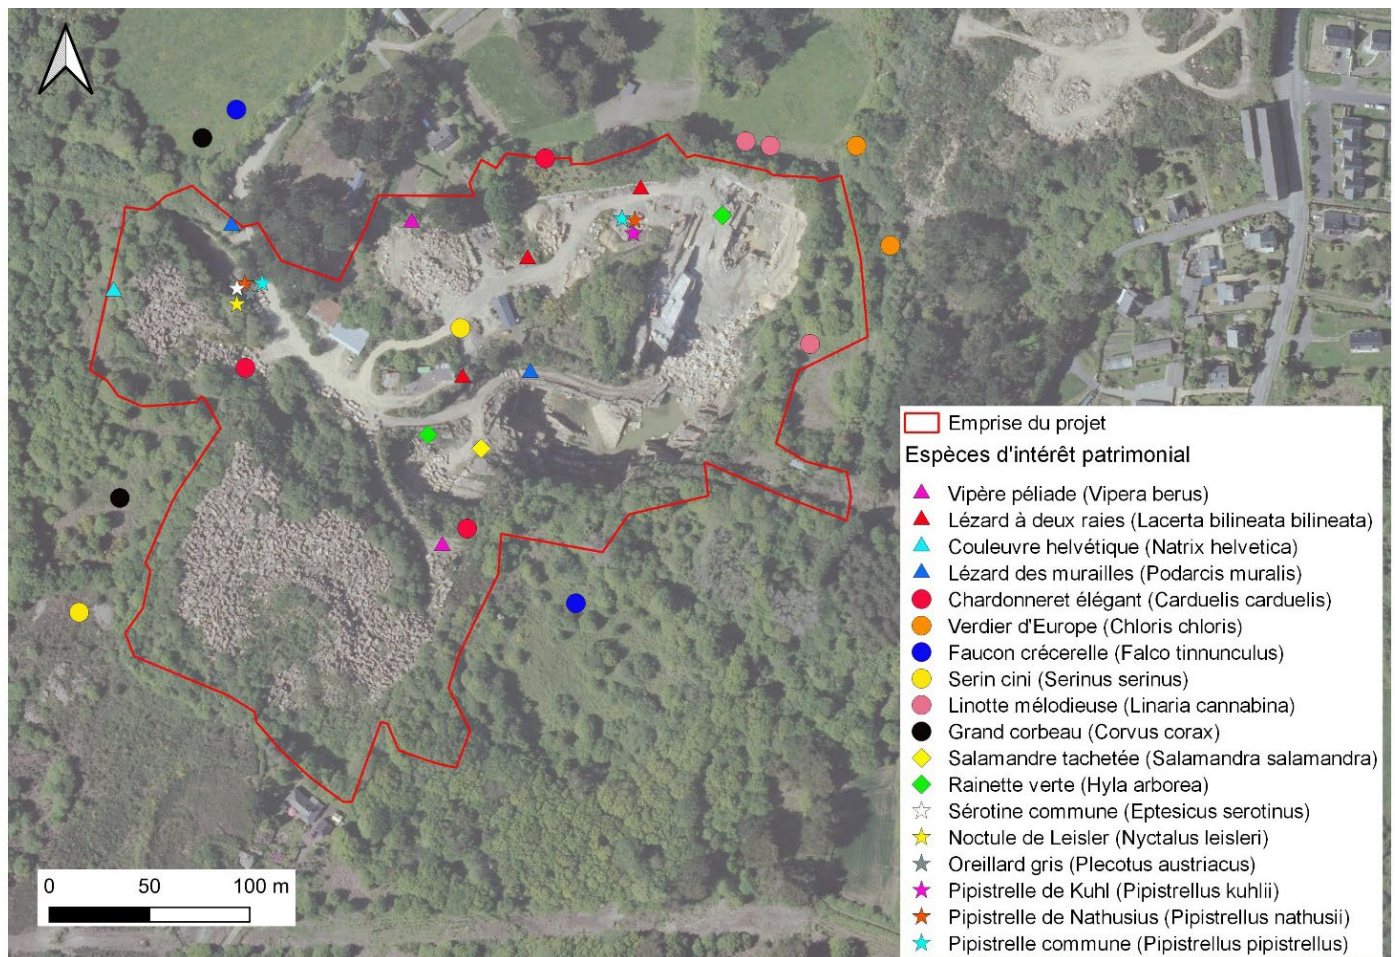 Emprise du projet
Espèces d'intérêt patrimonial
Vipère péliade (Vipera berus)
Lézard à deux raies (Lacerta bilineata bilineata)
Couleuvre helvétique (Natrix helvetica)
Lézard des murailles (Podarcis muralis)
Chardonneret élégant (Carduelis carduelis)
Verdier d'Europe (Chloris chloris)
Faucon crécerelle (Falco tinnunculus)
Serin cini (Serinus serinus)
Linotte mélodieuse (Linaria cannabina)
Grand corbeau (Corvus corax)
Salamandre tachetée (Salamandra salamandra)
Rainette verte (Hyla arborea)
Sérotine commune (Eptesicus serotinus)
Noctule de Leisler (Nyctalus leisleri)
Oreillard gris (Plecotus austriacus)
Pipistrelle de Kuhl (Pipistrellus kuhlii)
Pipistrelle de Nathusius (Pipistrellus nathusii)
Pipistrelle commune (Pipistrellus pipistrellus)
0 50 100 m